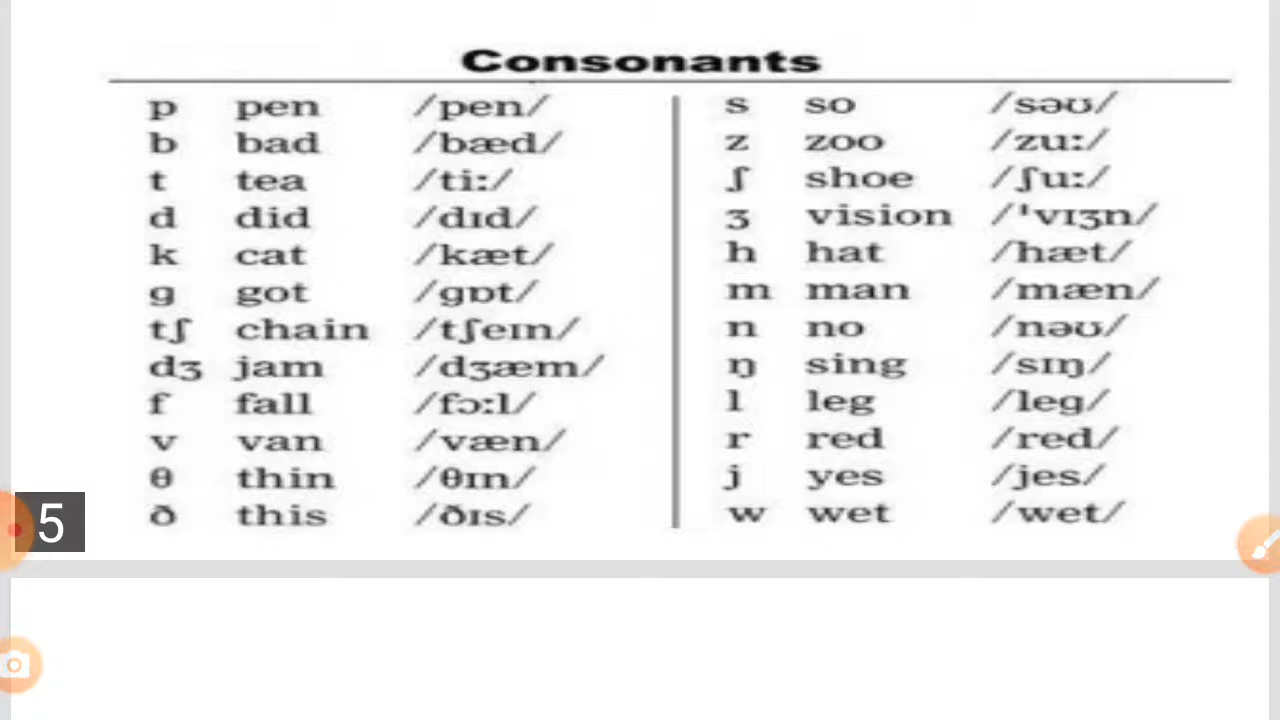 Consonants
p pen /pen/
b bad /bæd/
t tea /tiː/
d did /dɪd/
k cat /kæt/
ɡ got /ɡɒt/
tʃ chain /tʃeɪn/
dʒ jam /dʒæm/
f fall /fɔːl/
v van /væn/
θ thin /θɪn/
ð this /ðɪs/
s so /səʊ/
z zoo /zuː/
ʃ shoe /ʃuː/
ʒ vision /ˈvɪʒn/
h hat /hæt/
m man /mæn/
n no /nəʊ/
ŋ sing /sɪŋ/
l leg /leɡ/
r red /red/
j yes /jes/
w wet /wet/
5